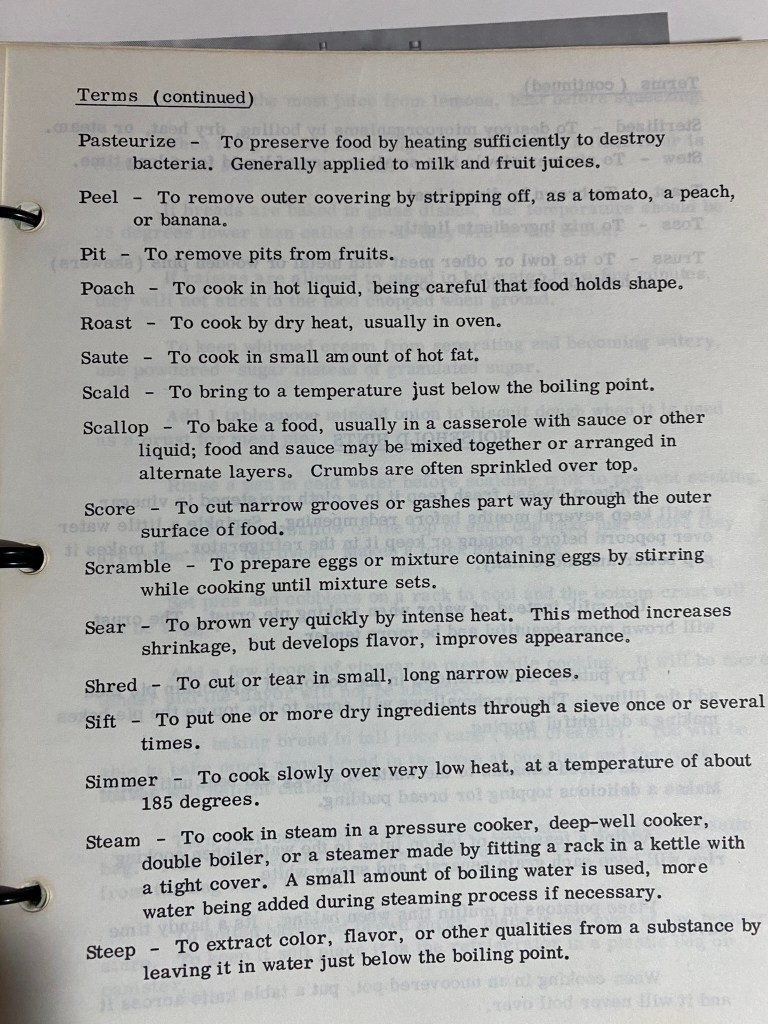 Terms (continued)
Pasteurize - To preserve food by heating sufficiently to destroy
bacteria. Generally applied to milk and fruit juices.
Peel - To remove outer covering by stripping off, as a tomato, a peach,
or banana.
Pit - To remove pits from fruits.
Poach - To cook in hot liquid, being careful that food holds shape.
Roast - To cook by dry heat, usually in oven.
Saute - To cook in small amount of hot fat.
Scald - To bring to a temperature just below the boiling point.
Scallop - To bake a food, usually in a casserole with sauce or other
liquid; food and sauce may be mixed together or arranged in
alternate layers. Crumbs are often sprinkled over top.
Score - To cut narrow grooves or gashes part way through the outer
surface of food.
Scramble - To prepare eggs or mixture containing eggs by stirring
while cooking until mixture sets.
Sear - To brown very quickly by intense heat. This method increases
shrinkage, but develops flavor, improves appearance.
Shred - To cut or tear in small, long narrow pieces.
Sift - To put one or more dry ingredients through a sieve once or several
times.
Simmer - To cook slowly over very low heat, at a temperature of about
185 degrees.
Steam - To cook in steam in a pressure cooker, deep-well cooker,
double boiler, or a steamer made by fitting a rack in a kettle with
a tight cover. A small amount of boiling water is used, more
water being added during steaming process if necessary.
Steep - To extract color, flavor, or other qualities from a substance by
leaving it in water just below the boiling point.